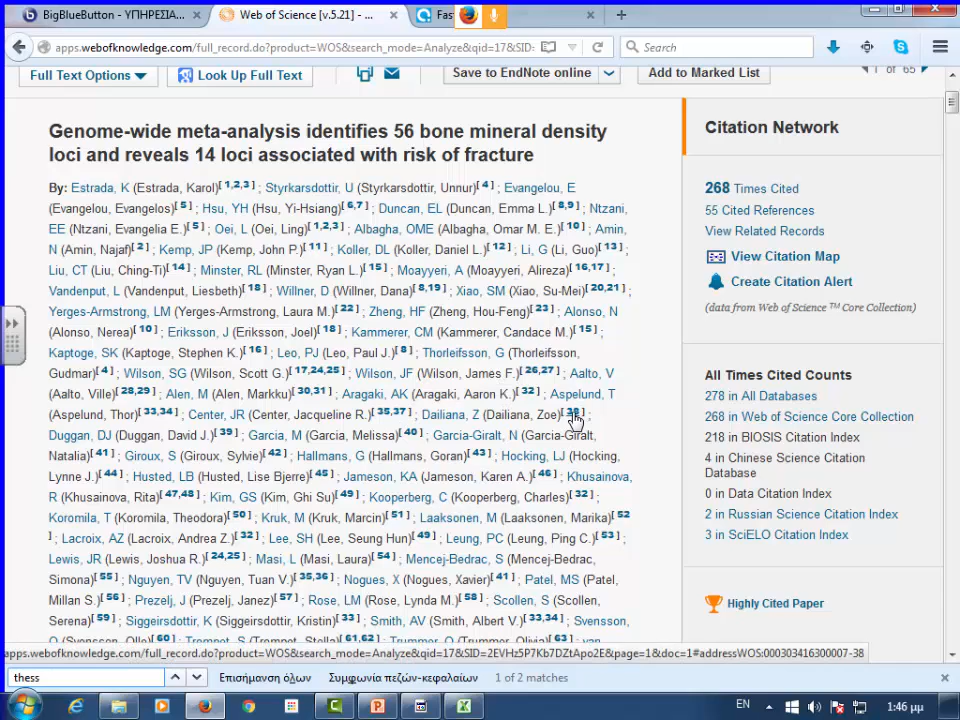 BigBlueButton - ΥΠΗΡΕΣΙΑ...
Web of Science [v.5.21] - ...
Fas
apps.webofknowledge.com/full_record.do?product=WOS&search_mode=Analyze&qid=17&SID:
Search
Full Text Options
Look Up Full Text
Save to EndNote online
Add to Marked List
1 of 65
Genome-wide meta-analysis identifies 56 bone mineral density
loci and reveals 14 loci associated with risk of fracture
By: Estrada, K (Estrada, Karol)[ 1,2,3 ] ; Styrkarsdottir, U (Styrkarsdottir, Unnur)[ 4 ] ; Evangelou, E
(Evangelou, Evangelos)[ 5 ] ; Hsu, YH (Hsu, Yi-Hsiang)[ 6,7 ] ; Duncan, EL (Duncan, Emma L.)[ 8,9 ] ; Ntzani,
EE (Ntzani, Evangelia E.)[ 5 ] ; Oei, L (Oei, Ling)[ 1,2,3 ] ; Albagha, OME (Albagha, Omar M. E.)[ 10 ] ; Amin,
N (Amin, Najaf)[ 2 ] ; Kemp, JP (Kemp, John P.)[ 11 ] ; Koller, DL (Koller, Daniel L.)[ 12 ] ; Li, G (Li, Guo)[ 13 ] ;
Liu, CT (Liu, Ching-Ti)[ 14 ] ; Minster, RL (Minster, Ryan L.)[ 15 ] ; Moayyeri, A (Moayyeri, Alireza)[ 16,17 ] ;
Vandenput, L (Vandenput, Liesbeth)[ 18 ] ; Willner, D (Willner, Dana)[ 8,19 ] ; Xiao, SM (Xiao, Su-Mei)[ 20,21 ] ;
Yerges-Armstrong, LM (Yerges-Armstrong, Laura M.)[ 22 ] ; Zheng, HF (Zheng, Hou-Feng)[ 23 ] ; Alonso, N
(Alonso, Nerea)[ 10 ] ; Eriksson, J (Eriksson, Joel)[ 18 ] ; Kammerer, CM (Kammerer, Candace M.)[ 15 ] ;
Kaptoge, SK (Kaptoge, Stephen K.)[ 16 ] ; Leo, PJ (Leo, Paul J.)[ 8 ] ; Thorleifsson, G (Thorleifsson,
Gudmar)[ 4 ] ; Wilson, SG (Wilson, Scott G.)[ 17,24,25 ] ; Wilson, JF (Wilson, James F.)[ 26,27 ] ; Aalto, V
(Aalto, Ville)[ 28,29 ] ; Alen, M (Alen, Markku)[ 30,31 ] ; Aragaki, AK (Aragaki, Aaron K.)[ 32 ] ; Aspelund, T
(Aspelund, Thor)[ 33,34 ] ; Center, JR (Center, Jacqueline R.)[ 35,37 ] ; Dailiana, Z (Dailiana, Zoe)[ 38 ] ;
Duggan, DJ (Duggan, David J.)[ 39 ] ; Garcia, M (Garcia, Melissa)[ 40 ] ; Garcia-Giralt, N (Garcia-Giralt,
Natalia)[ 41 ] ; Giroux, S (Giroux, Sylvie)[ 42 ] ; Hallmans, G (Hallmans, Goran)[ 43 ] ; Hocking, LJ (Hocking,
Lynne J.)[ 44 ] ; Husted, LB (Husted, Lise Bjerre)[ 45 ] ; Jameson, KA (Jameson, Karen A.)[ 46 ] ; Khusainova,
R (Khusainova, Rita)[ 47,48 ] ; Kim, GS (Kim, Ghi Su)[ 49 ] ; Kooperberg, C (Kooperberg, Charles)[ 32 ] ;
Koromila, T (Koromila, Theodora)[ 50 ] ; Kruk, M (Kruk, Marcin)[ 51 ] ; Laaksonen, M (Laaksonen, Marika)[ 52
] ; Lacroix, AZ (Lacroix, Andrea Z.)[ 32 ] ; Lee, SH (Lee, Seung Hun)[ 49 ] ; Leung, PC (Leung, Ping C.)[ 53 ] ;
Lewis, JR (Lewis, Joshua R.)[ 24,25 ] ; Masi, L (Masi, Laura)[ 54 ] ; Mencej-Bedrac, S (Mencej-Bedrac,
Simona)[ 55 ] ; Nguyen, TV (Nguyen, Tuan V.)[ 35,36 ] ; Nogues, X (Nogues, Xavier)[ 41 ] ; Patel, MS (Patel,
Millan S.)[ 56 ] ; Prezelj, J (Prezelj, Janez)[ 57 ] ; Rose, LM (Rose, Lynda M.)[ 58 ] ; Scollen, S (Scollen,
Serena)[ 59 ] ; Siggeirsdottir, K (Siggeirsdottir, Kristin)[ 33 ] ; Smith, AV (Smith, Albert V.)[ 33,34 ] ; Svensson,
O (Svensson, Olle)[ 60 ] ; Trompet, S (Trompet, Stella)[ 61,62 ] ; Trummer, O (Trummer, Olivia)[ 63 ] ; van
Citation Network
268 Times Cited
55 Cited References
View Related Records
View Citation Map
Create Citation Alert
(data from Web of Science ™ Core Collection)
All Times Cited Counts
278 in All Databases
268 in Web of Science Core Collection
218 in BIOSIS Citation Index
4 in Chinese Science Citation
Database
0 in Data Citation Index
2 in Russian Science Citation Index
3 in SciELO Citation Index
Highly Cited Paper
apps.webofknowledge.com/full_record.do?product=WOS&search_mode=Analyze&qid=17&SID=2EVHz5P7Kb7DZtApo2E&page=1&doc=1#addressWOS:000303416300007-38
thess
Επισήμανση όλων
Συμφωνία πεζών-κεφαλαίων
1 of 2 matches
EN
1:46 μμ